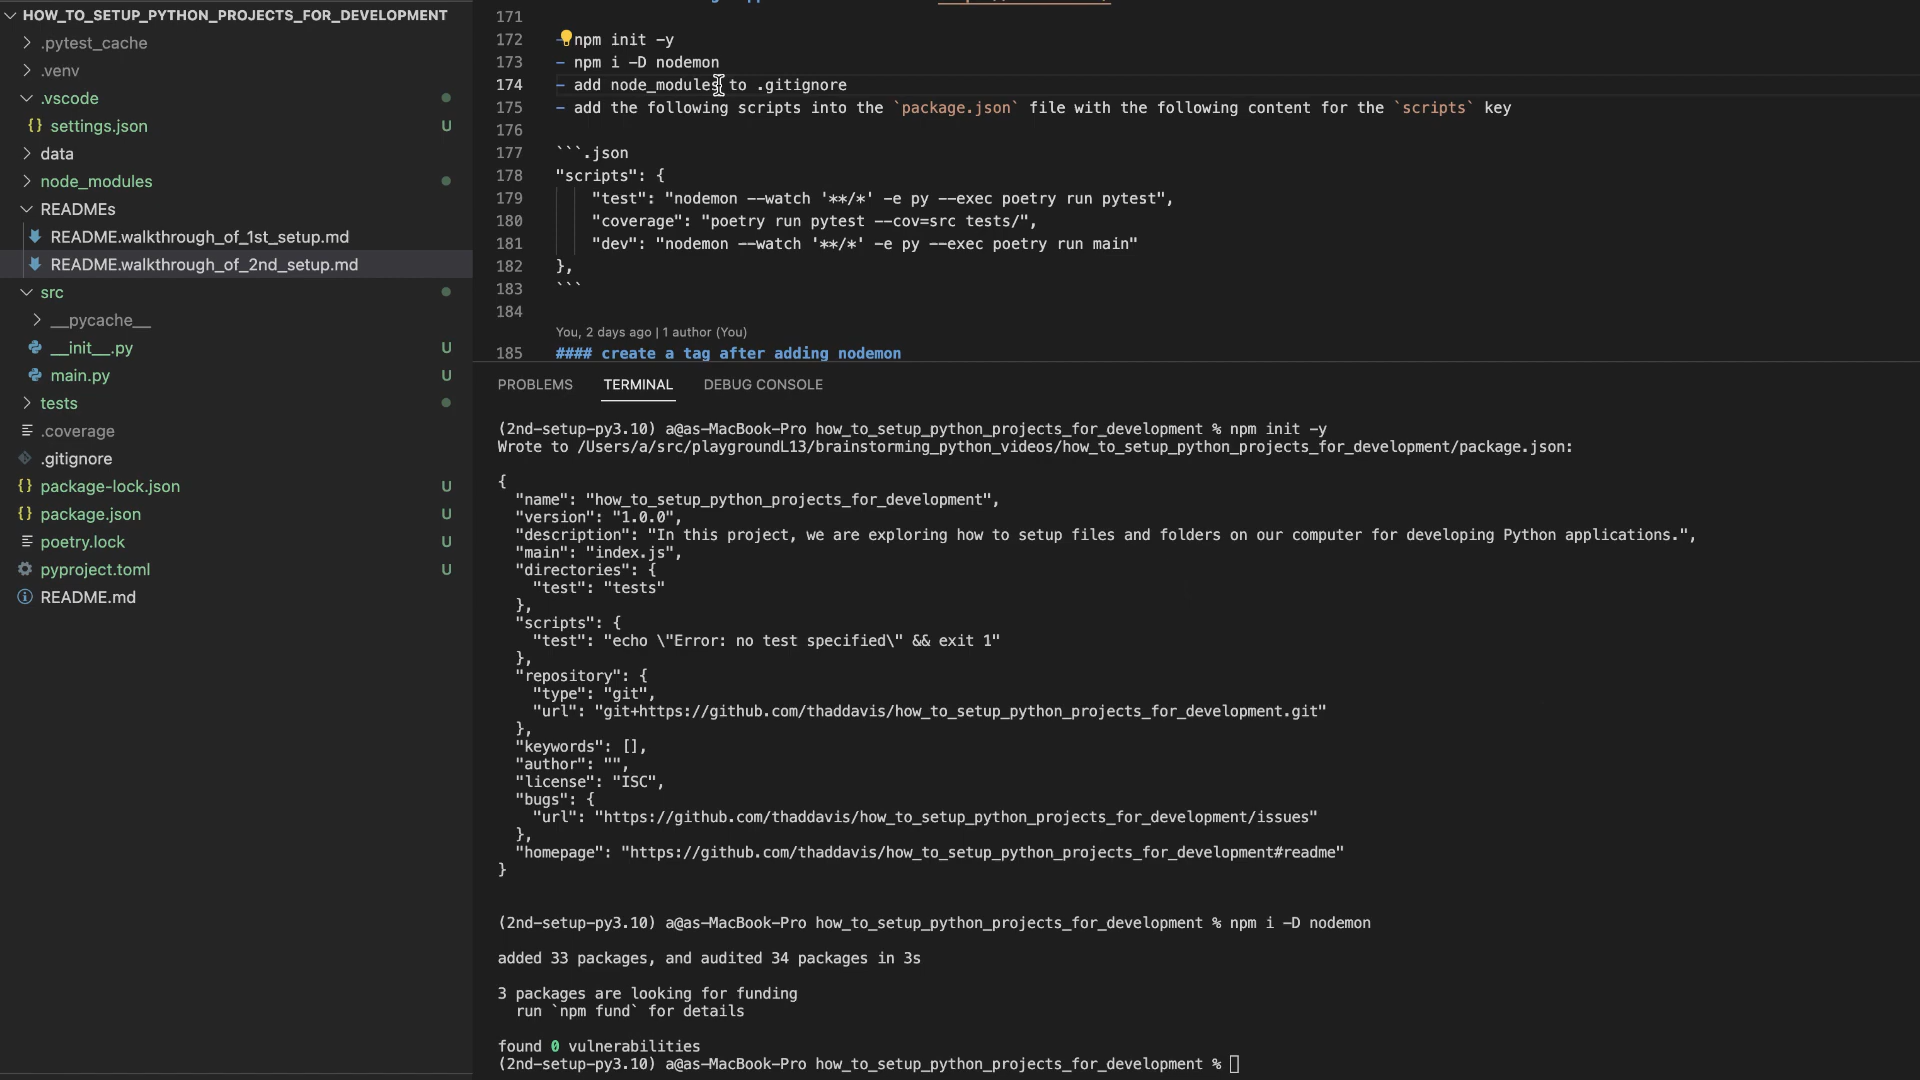 HOW_TO_SETUP_PYTHON_PROJECTS_FOR_DEVELOPMENT
.pytest_cache
.venv
.vscode
{} settings.json U
data
node_modules
READMEs
README.walkthrough_of_1st_setup.md
README.walkthrough_of_2nd_setup.md
src
__pycache__
__init__.py U
main.py U
tests
.coverage
.gitignore
{} package-lock.json U
{} package.json U
poetry.lock U
pyproject.toml U
README.md
171
172 - npm init -y
173 - npm i -D nodemon
174 - add node_modules to .gitignore
175 - add the following scripts into the `package.json` file with the following content for the `scripts` key
176
177 ```.json
178 "scripts": {
179 "test": "nodemon --watch '**/*' -e py --exec poetry run pytest",
180 "coverage": "poetry run pytest --cov=src tests/",
181 "dev": "nodemon --watch '**/*' -e py --exec poetry run main"
182 },
183 ```
184
You, 2 days ago | 1 author (You)
185 #### create a tag after adding nodemon
PROBLEMS TERMINAL DEBUG CONSOLE
(2nd-setup-py3.10) a@as-MacBook-Pro how_to_setup_python_projects_for_development % npm init -y
Wrote to /Users/a/src/playgroundL13/brainstorming_python_videos/how_to_setup_python_projects_for_development/package.json:
{
"name": "how_to_setup_python_projects_for_development",
"version": "1.0.0",
"description": "In this project, we are exploring how to setup files and folders on our computer for developing Python applications.",
"main": "index.js",
"directories": {
"test": "tests"
},
"scripts": {
"test": "echo \"Error: no test specified\" && exit 1"
},
"repository": {
"type": "git",
"url": "git+https://github.com/thaddavis/how_to_setup_python_projects_for_development.git"
},
"keywords": [],
"author": "",
"license": "ISC",
"bugs": {
"url": "https://github.com/thaddavis/how_to_setup_python_projects_for_development/issues"
},
"homepage": "https://github.com/thaddavis/how_to_setup_python_projects_for_development#readme"
}
(2nd-setup-py3.10) a@as-MacBook-Pro how_to_setup_python_projects_for_development % npm i -D nodemon
added 33 packages, and audited 34 packages in 3s
3 packages are looking for funding
run `npm fund` for details
found 0 vulnerabilities
(2nd-setup-py3.10) a@as-MacBook-Pro how_to_setup_python_projects_for_development %